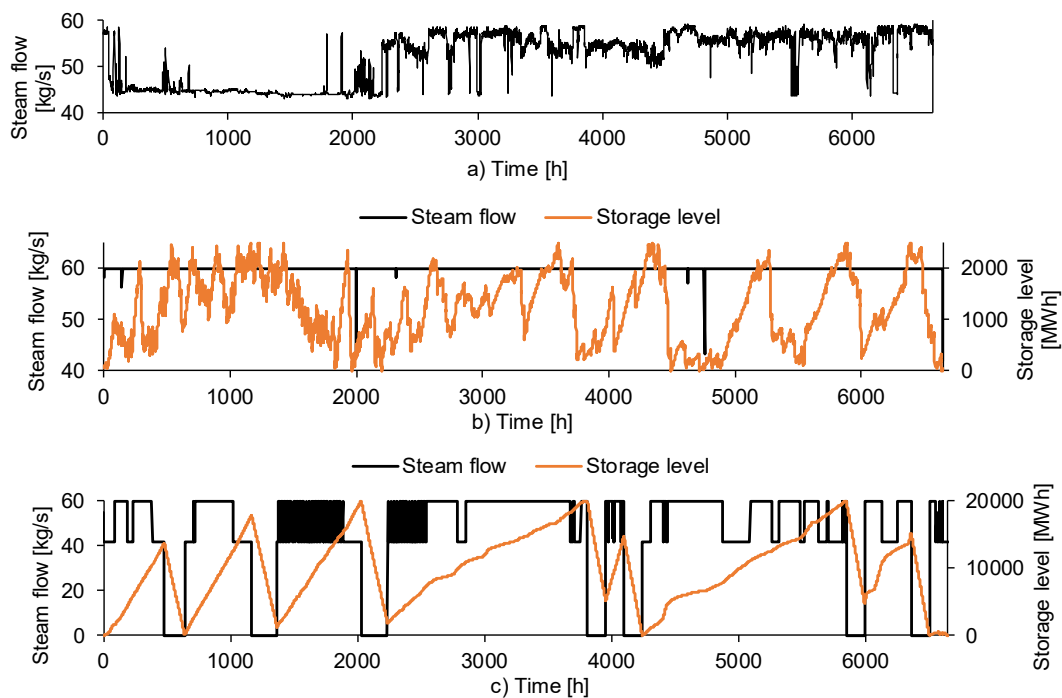 60
50
40
Steam flow
[kg/s]
0 1000 2000 3000 4000 5000 6000
a) Time [h]
Steam flow Storage level
60
50
40
Steam flow [kg/s]
2000
1000
0
Storage level
[MWh]
0 1000 2000 3000 4000 5000 6000
b) Time [h]
Steam flow Storage level
60
40
20
0
Steam flow [kg/s]
20000
10000
0
Storage level [MWh]
0 1000 2000 3000 4000 5000 6000
c) Time [h]